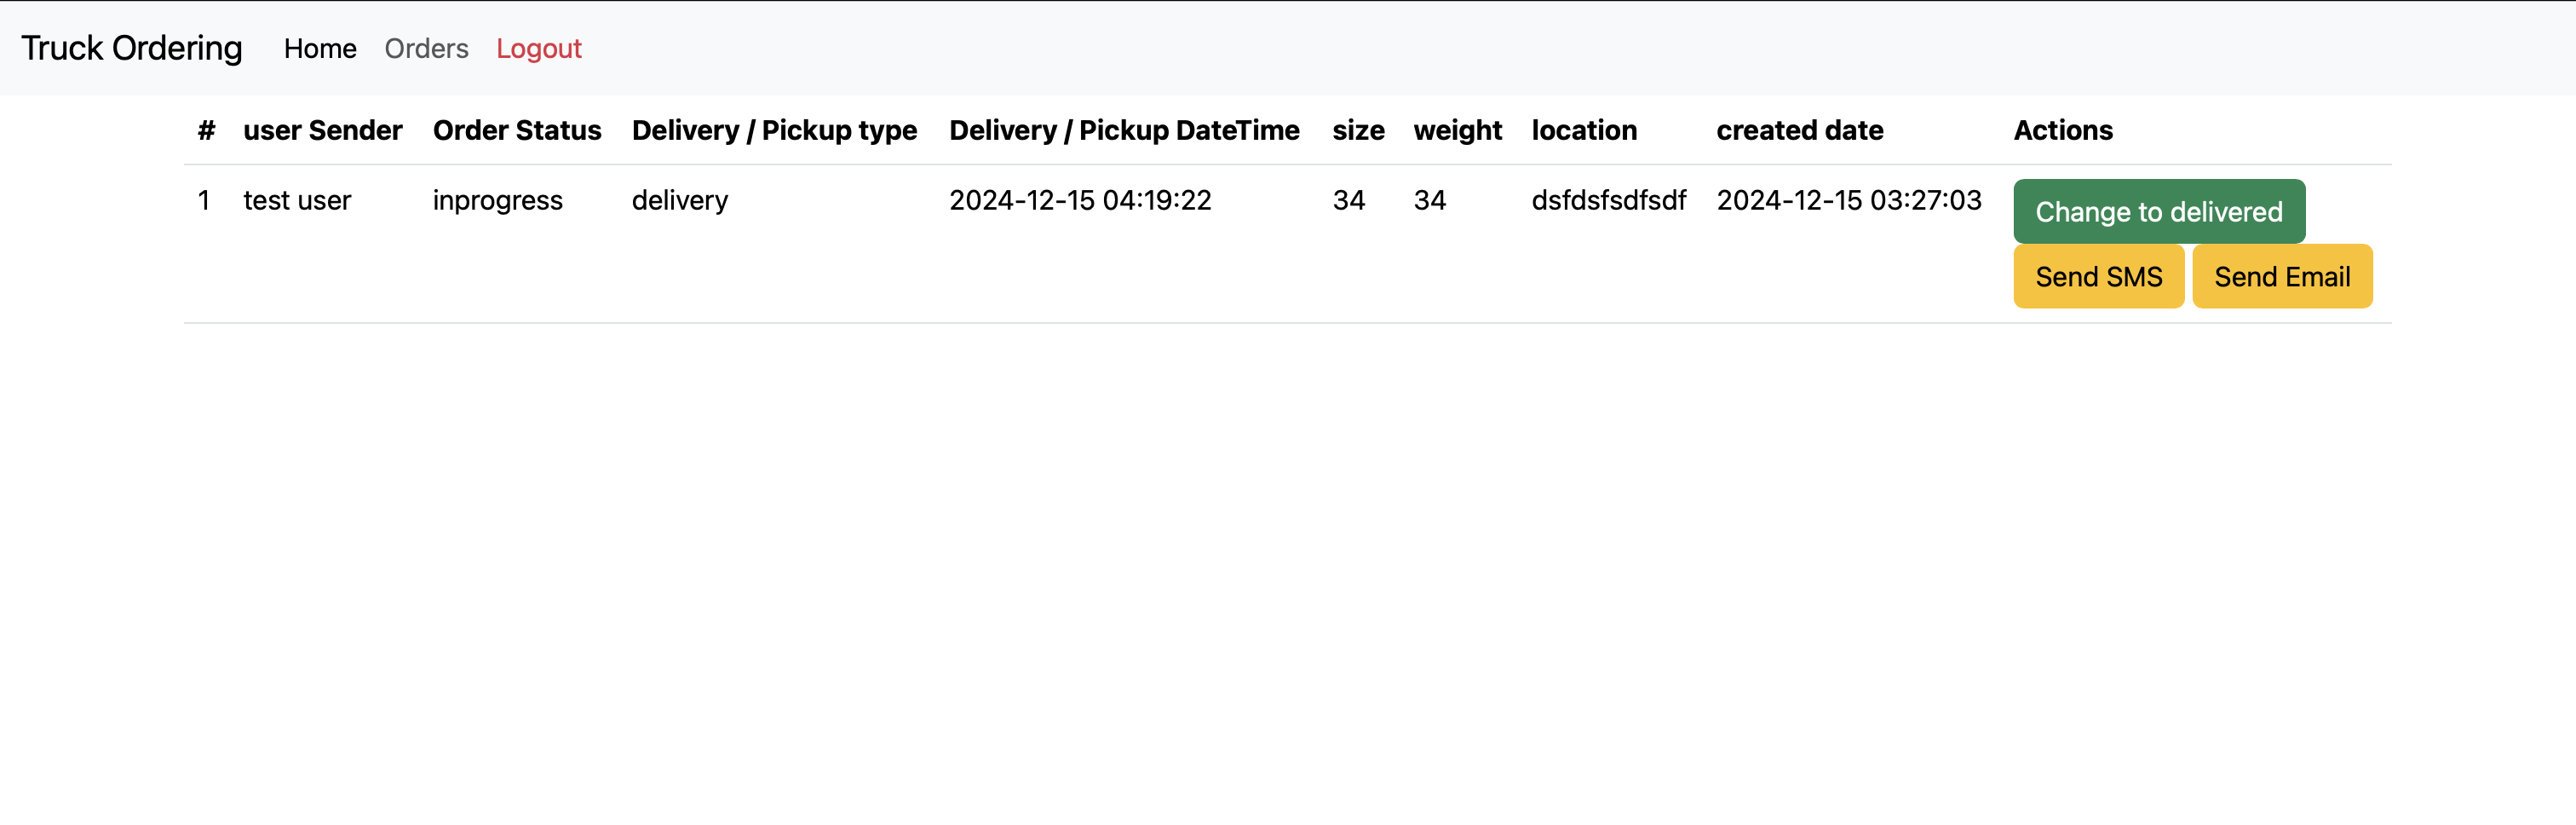 Truck Ordering Home Orders Logout
# user Sender Order Status Delivery / Pickup type Delivery / Pickup DateTime size weight location created date Actions
1 test user inprogress delivery 2024-12-15 04:19:22 34 34 dsfdsfsdfsdf 2024-12-15 03:27:03 Change to delivered
Send SMS Send Email